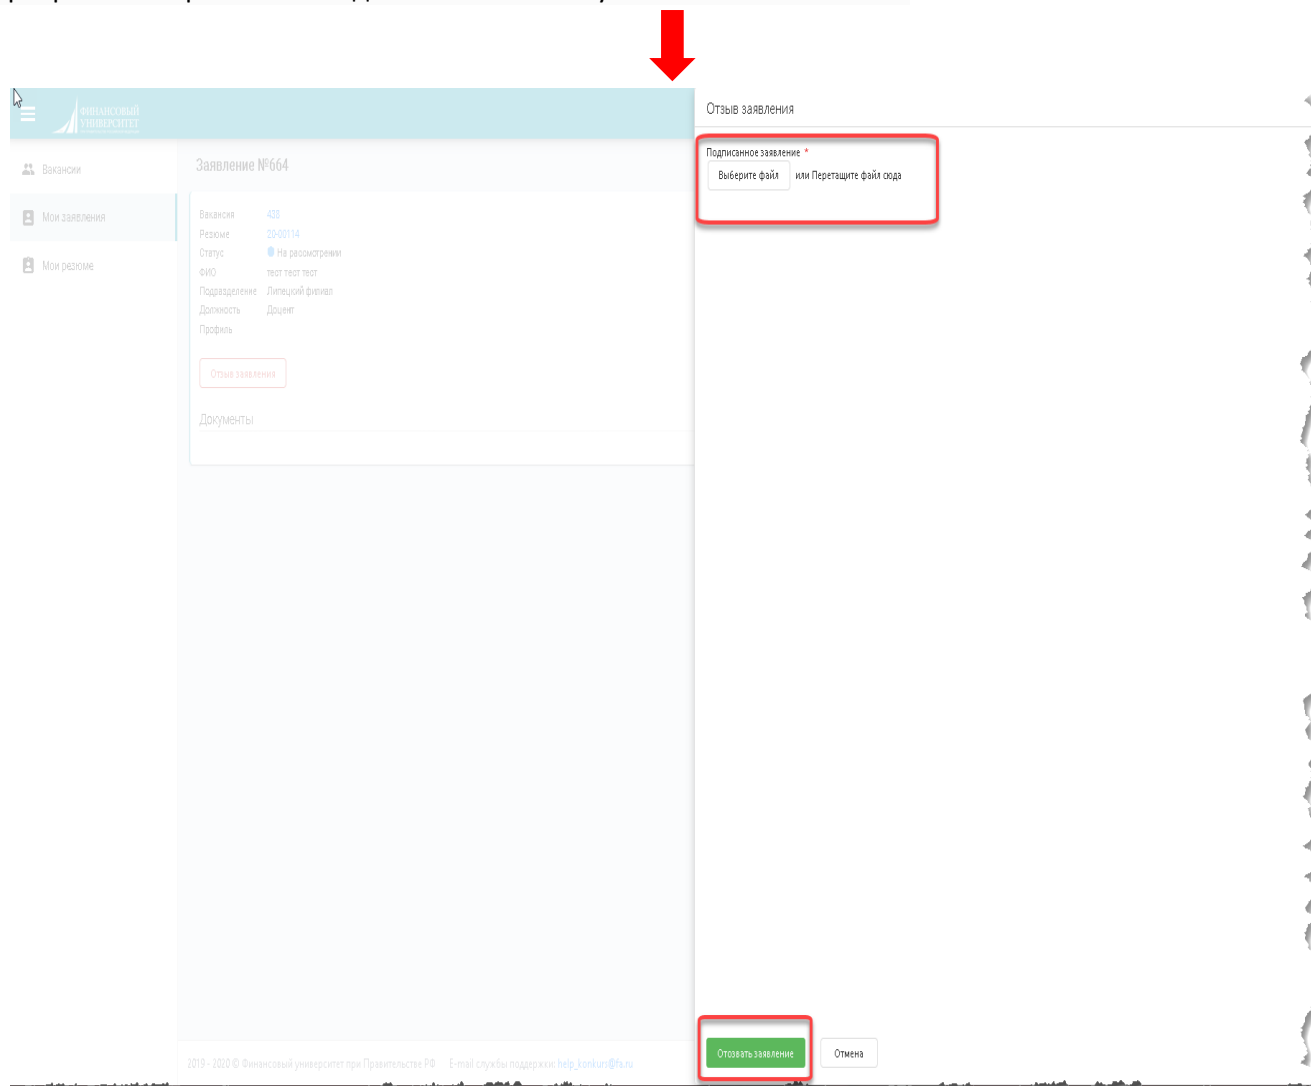 Отзыв заявления
ФИНАНСОВЫЙ
УНИВЕРСИТЕТ
Подписанное заявление *
Выберите файл или Перетащите файл сюда
Вакансии
Мои заявления
Мои резюме
Заявление №664
Вакансия 438
Резюме 20-00114
Статус На рассмотрении
ФИО тест тест тест
Подразделение Липецкий филиал
Должность Доцент
Профиль
Отзыв заявления
Документы
Отозвать заявление Отмена
2019 - 2020 © Финансовый университет при Правительстве РФ E-mail службы поддержки: help_konkurs@fa.ru